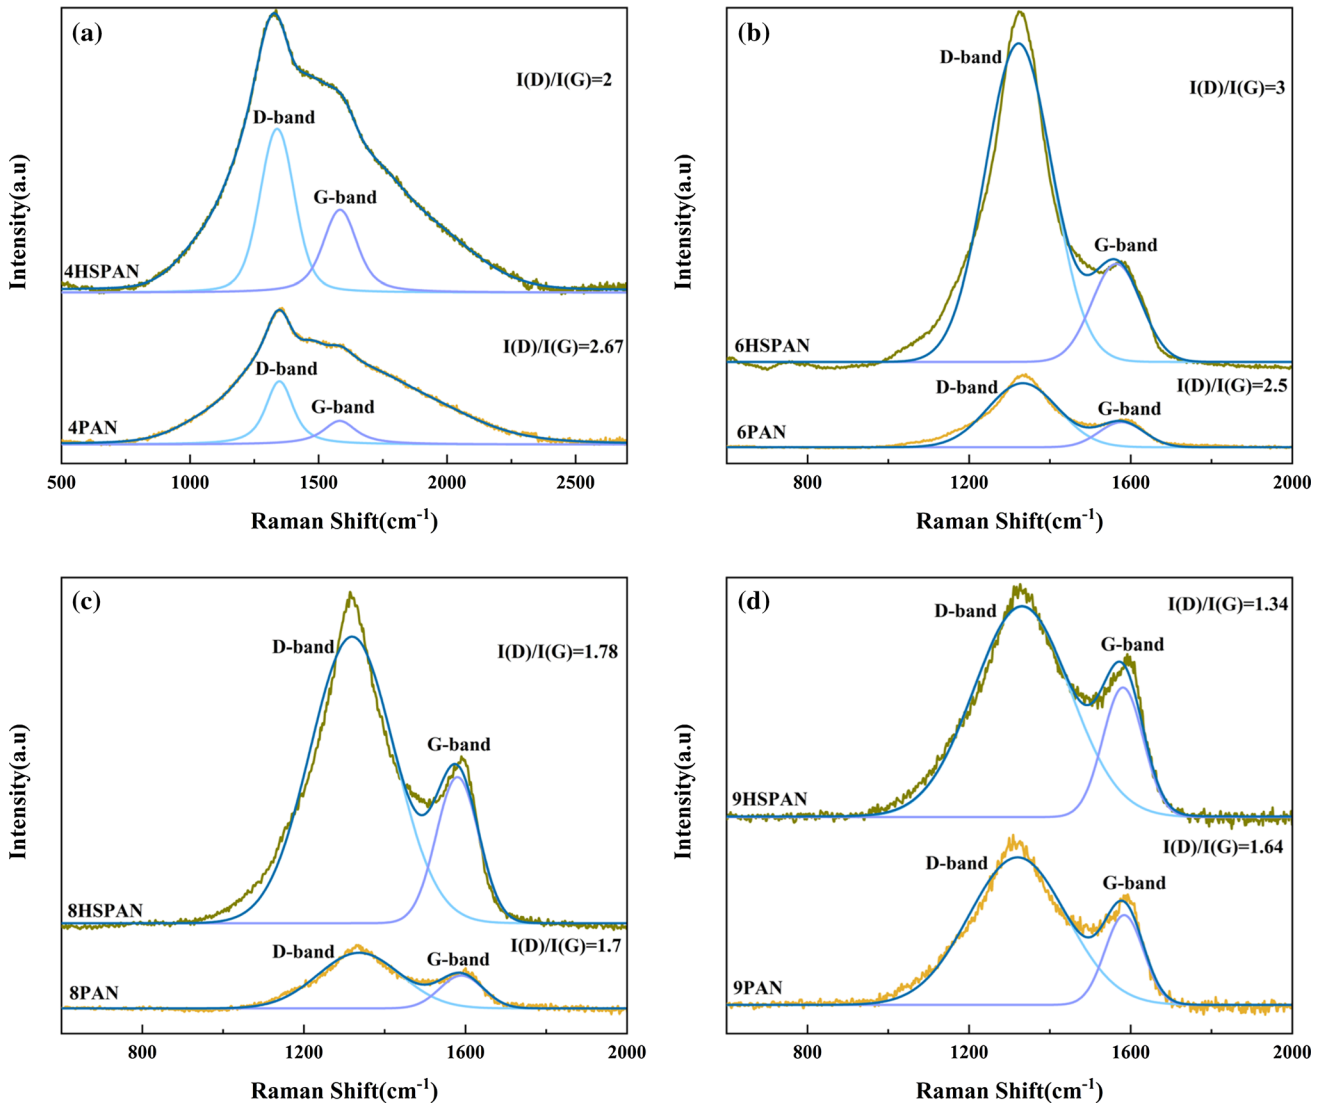 (a)
I(D)/I(G)=2
D-band
G-band
4HSPAN
I(D)/I(G)=2.67
D-band
G-band
4PAN
500 1000 1500 2000 2500
Raman Shift(cm⁻¹)
Intensity(a.u)
(b)
D-band
I(D)/I(G)=3
G-band
6HSPAN
I(D)/I(G)=2.5
D-band
G-band
6PAN
800 1200 1600 2000
Raman Shift(cm⁻¹)
Intensity(a.u)
(c)
D-band
I(D)/I(G)=1.78
G-band
8HSPAN
I(D)/I(G)=1.7
D-band
G-band
8PAN
800 1200 1600 2000
Raman Shift(cm⁻¹)
Intensity(a.u)
(d)
I(D)/I(G)=1.34
D-band
G-band
9HSPAN
I(D)/I(G)=1.64
D-band
G-band
9PAN
800 1200 1600 2000
Raman Shift(cm⁻¹)
Intensity(a.u)